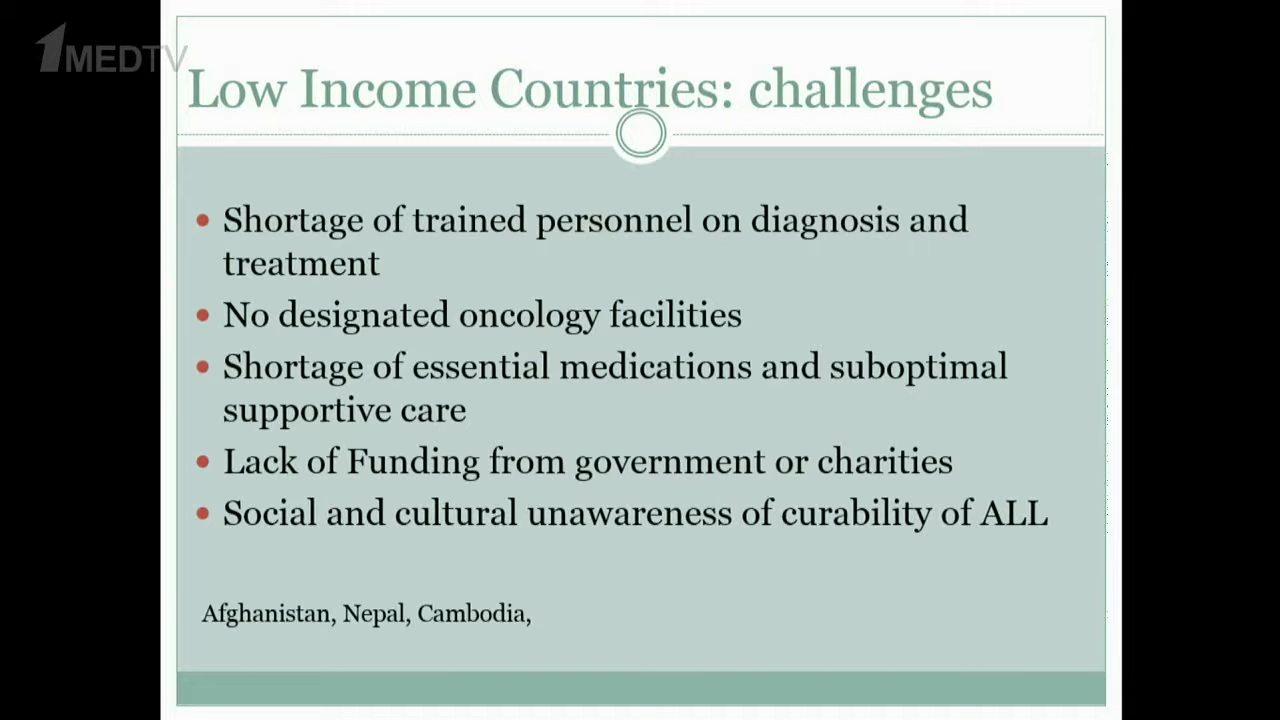 1MEDTV
Low Income Countries: challenges
• Shortage of trained personnel on diagnosis and
treatment
• No designated oncology facilities
• Shortage of essential medications and suboptimal
supportive care
• Lack of Funding from government or charities
• Social and cultural unawareness of curability of ALL
Afghanistan, Nepal, Cambodia,